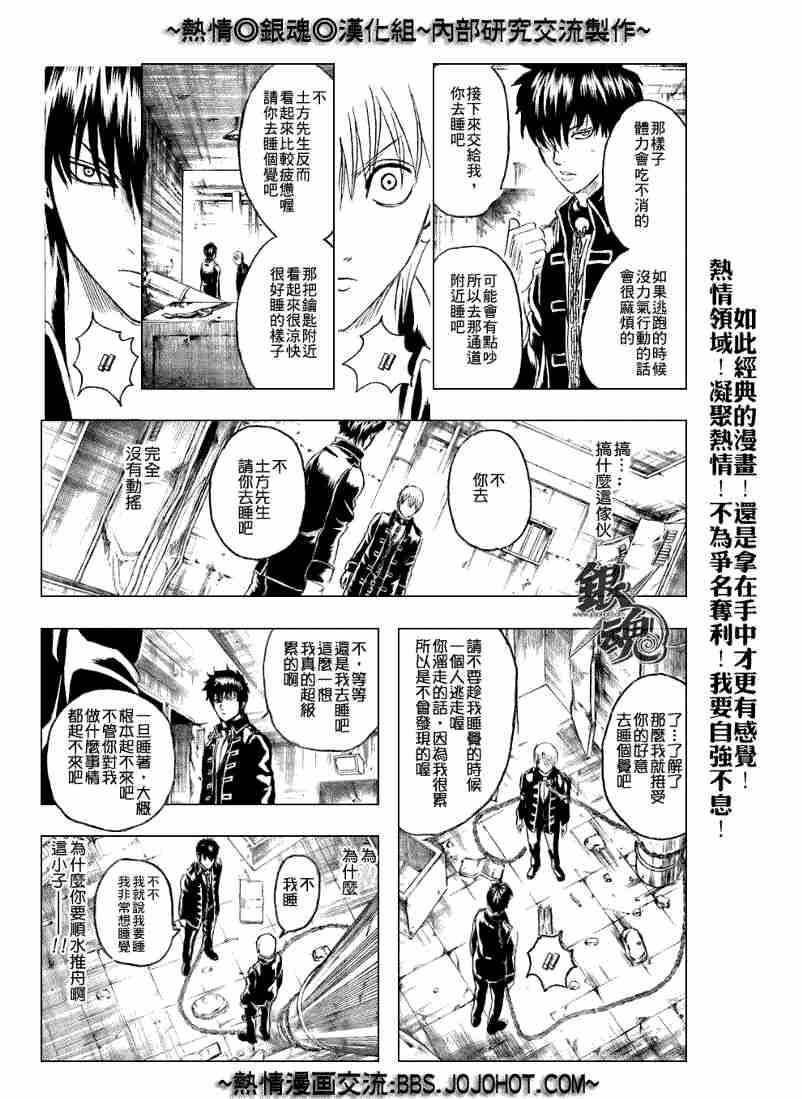 ~熱情◎銀魂◎漢化組~內部研究交流製作~
那樣子
體力會吃不消的
如果逃跑的時候
沒力氣行動的話
會很麻煩的
接下來交給我，
你去睡吧
可能會有點吵
所以去那通道
附近睡吧
!!
不
土方先生反而
看起來比較疲憊喔
請你去睡個覺吧
那把鑰匙附近
看起來很涼快
很好睡的樣子
!!
搞…
搞什麼這傢伙
不
你去
不
土方先生
請你去睡吧
完全
沒有動搖
銀魂
了…了解了
那麼我就接受
你的好意
去睡個覺吧
請不要趁我睡覺的時候
一個人逃走喔
你溜走的話，因為我很累
所以是不會發現的喔
!!
不，等等
還是我去睡吧
這麼一想
我真的超級
累的啊
一旦睡著，大概
根本起不來吧
不管你對我
做什麼事情
都起不來吧
為…
為什麼
不
我睡
不不
我就說我要睡
我非常想睡覺
為什麼你要順水推舟啊
這小子——!!
如此經典的漫畫！還是拿在手中才更有感覺！
熱情領域！凝聚熱情！不為爭名奪利！我要自強不息！
~熱情漫画交流:BBS.JOJOHOT.COM~